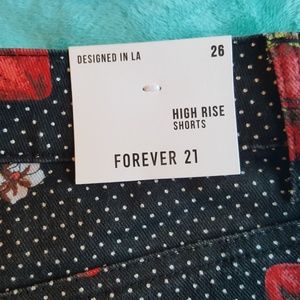 DESIGNED IN LA 26
HIGH RISE
SHORTS
FOREVER 21